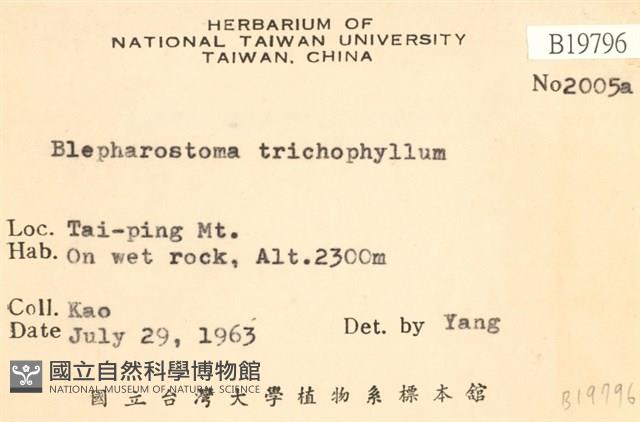 HERBARIUM OF
NATIONAL TAIWAN UNIVERSITY
TAIWAN, CHINA
B19796
No2005a
Blepharostoma trichophyllum
Loc. Tai-ping Mt.
Hab. On wet rock, Alt.2300m
Coll. Kao
Date July 29, 1963
Det. by Yang
國立自然科學博物館
NATIONAL MUSEUM OF NATURAL SCIENCE
國立台灣大學植物系標本館
B19796